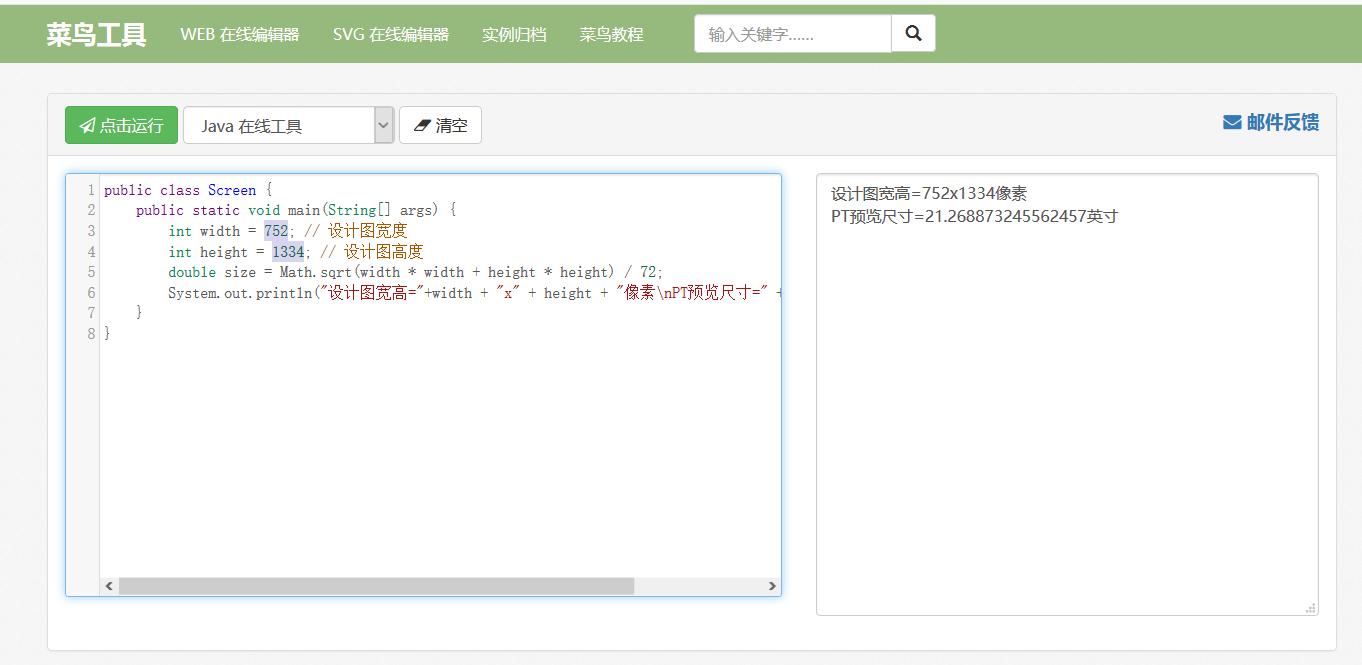 菜鸟工具 WEB 在线编辑器 SVG 在线编辑器 实例归档 菜鸟教程 输入关键字......
点击运行 Java 在线工具 清空 邮件反馈
1 public class Screen {
2 public static void main(String[] args) {
3 int width = 752; // 设计图宽度
4 int height = 1334; // 设计图高度
5 double size = Math.sqrt(width * width + height * height) / 72;
6 System.out.println("设计图宽高="+width + "x" + height + "像素\nPT预览尺寸=" +
7 }
8 }
设计图宽高=752x1334像素
PT预览尺寸=21.268873245562457英寸